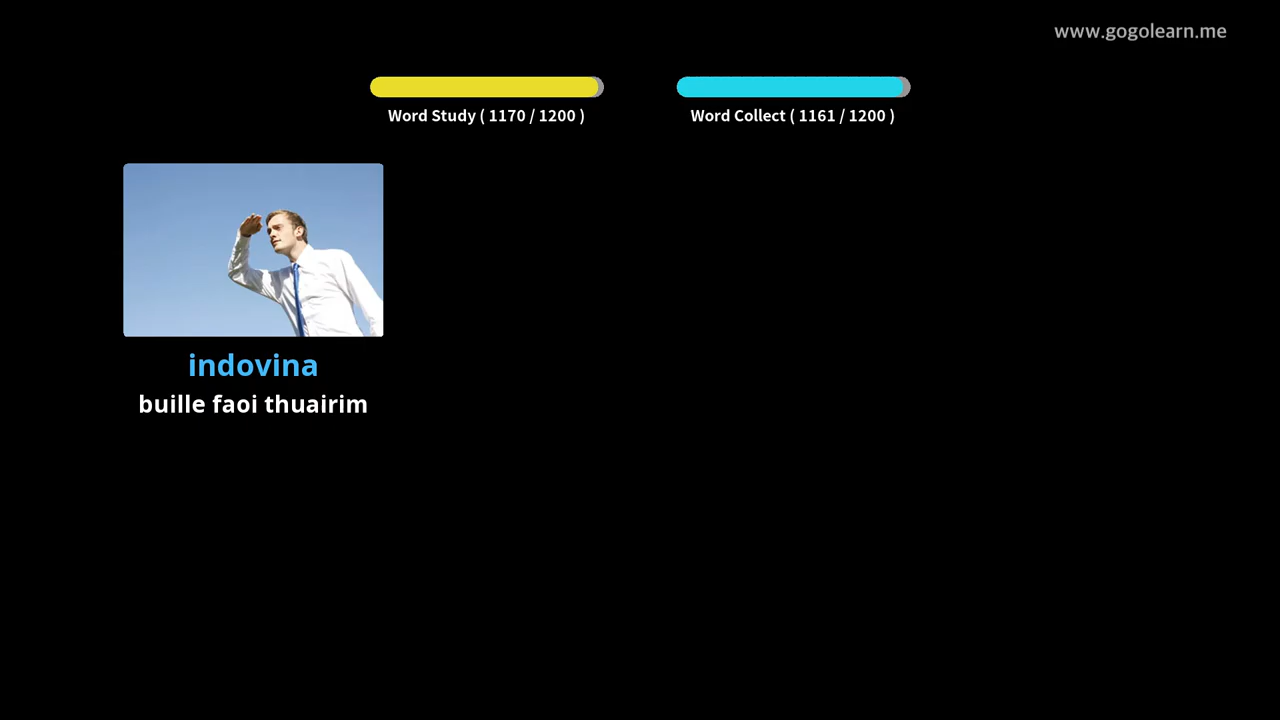 www.gogolearn.me
Word Study ( 1170 / 1200 )
Word Collect ( 1161 / 1200 )
indovina
buille faoi thuairim